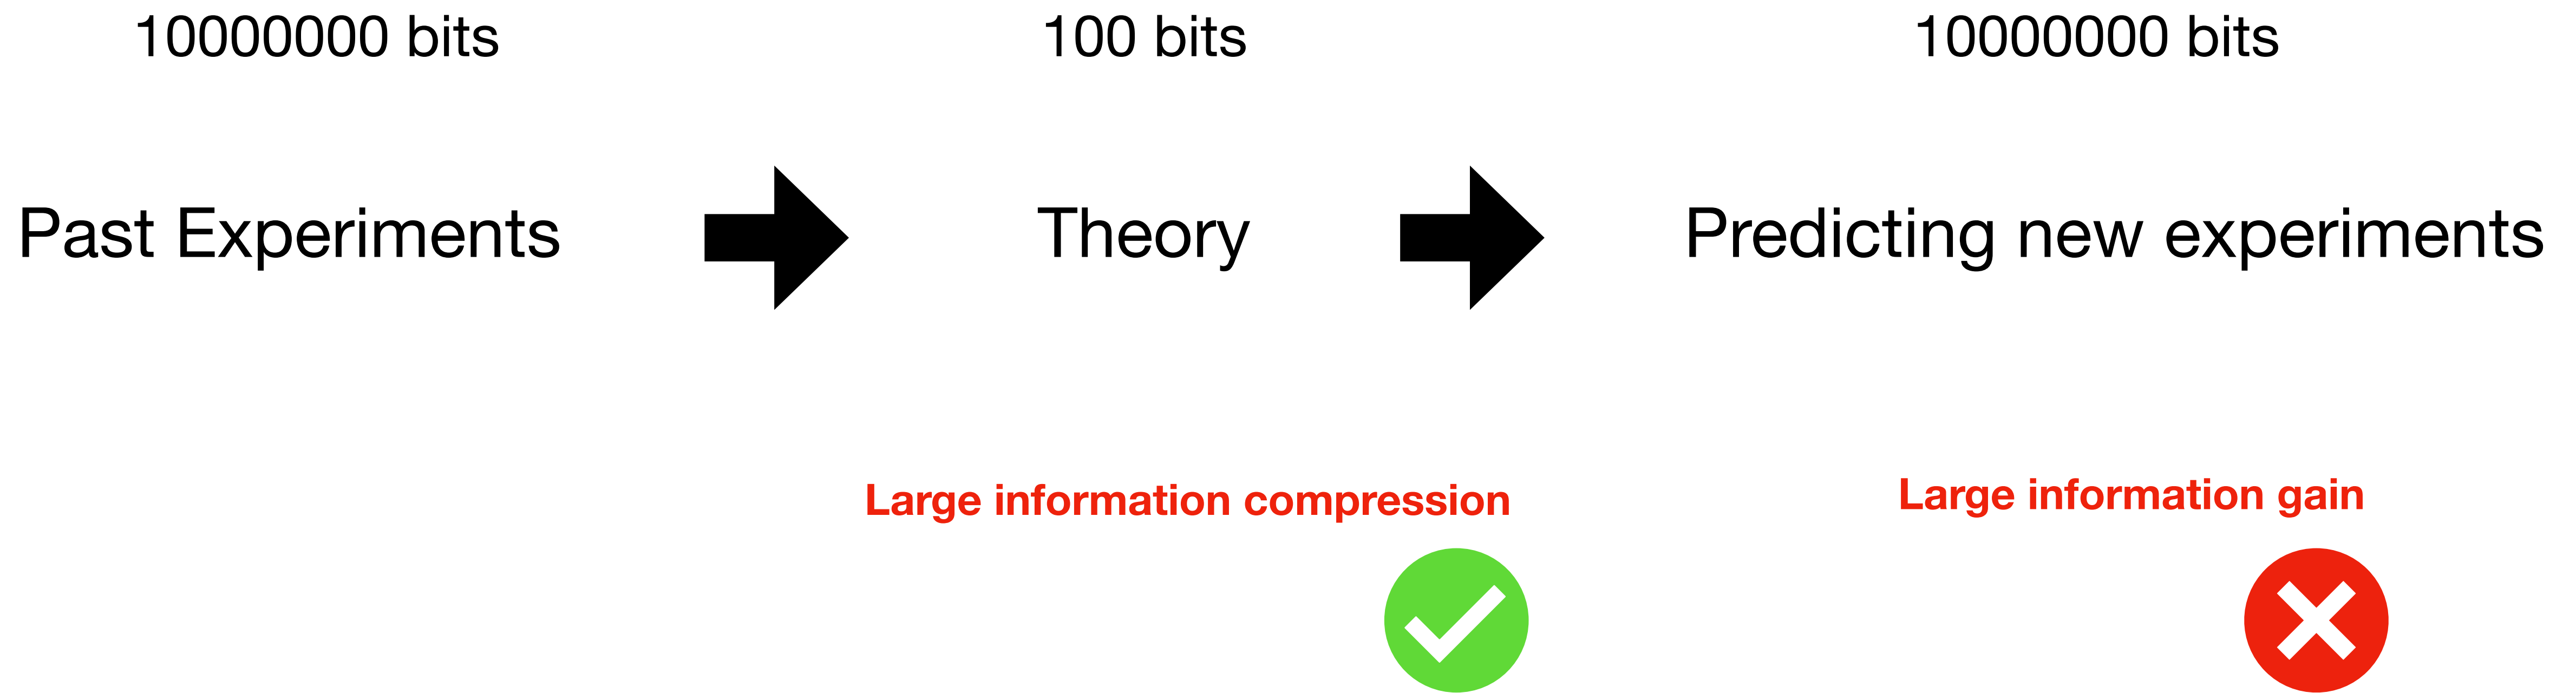 10000000 bits
100 bits
10000000 bits
Past Experiments
Theory
Predicting new experiments
Large information compression
Large information gain